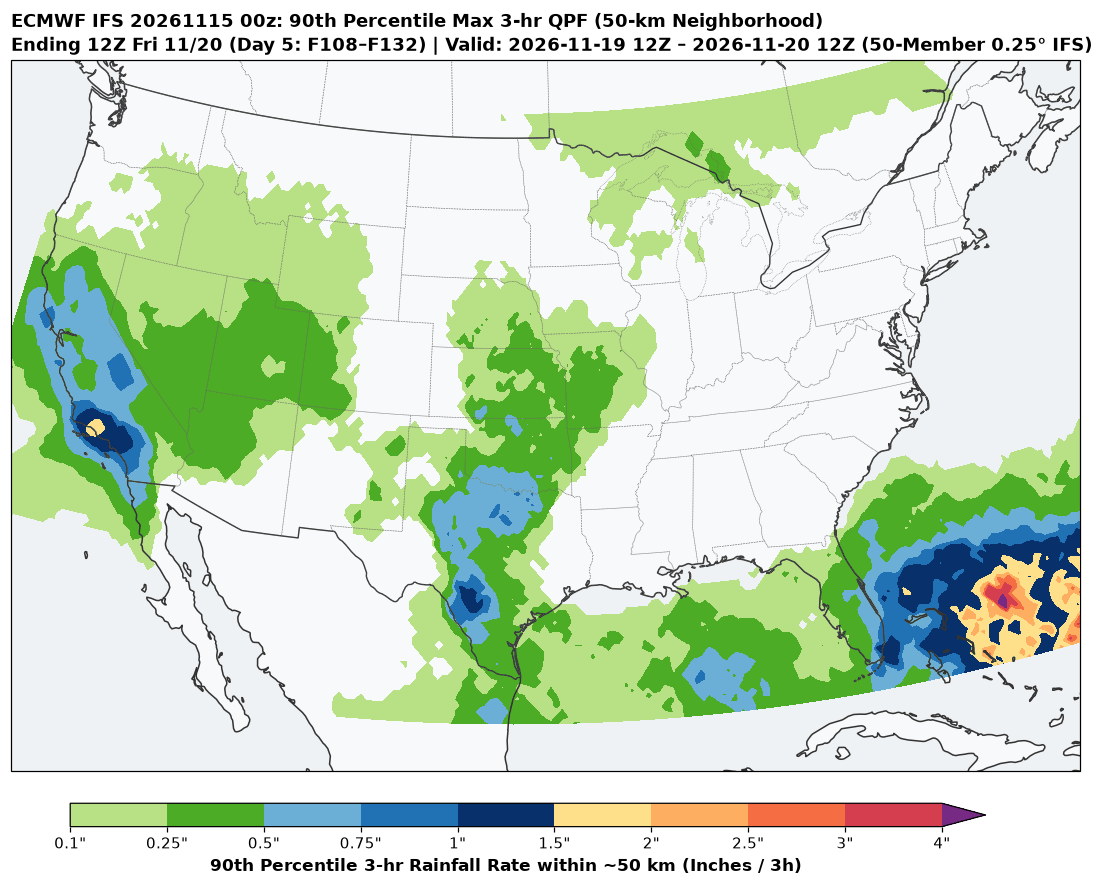 ECMWF IFS 20261115 00z: 90th Percentile Max 3-hr QPF (50-km Neighborhood)
Ending 12Z Fri 11/20 (Day 5: F108–F132) | Valid: 2026-11-19 12Z – 2026-11-20 12Z (50-Member 0.25° IFS)
0.1" 0.25" 0.5" 0.75" 1" 1.5" 2" 2.5" 3" 4"
90th Percentile 3-hr Rainfall Rate within ~50 km (Inches / 3h)